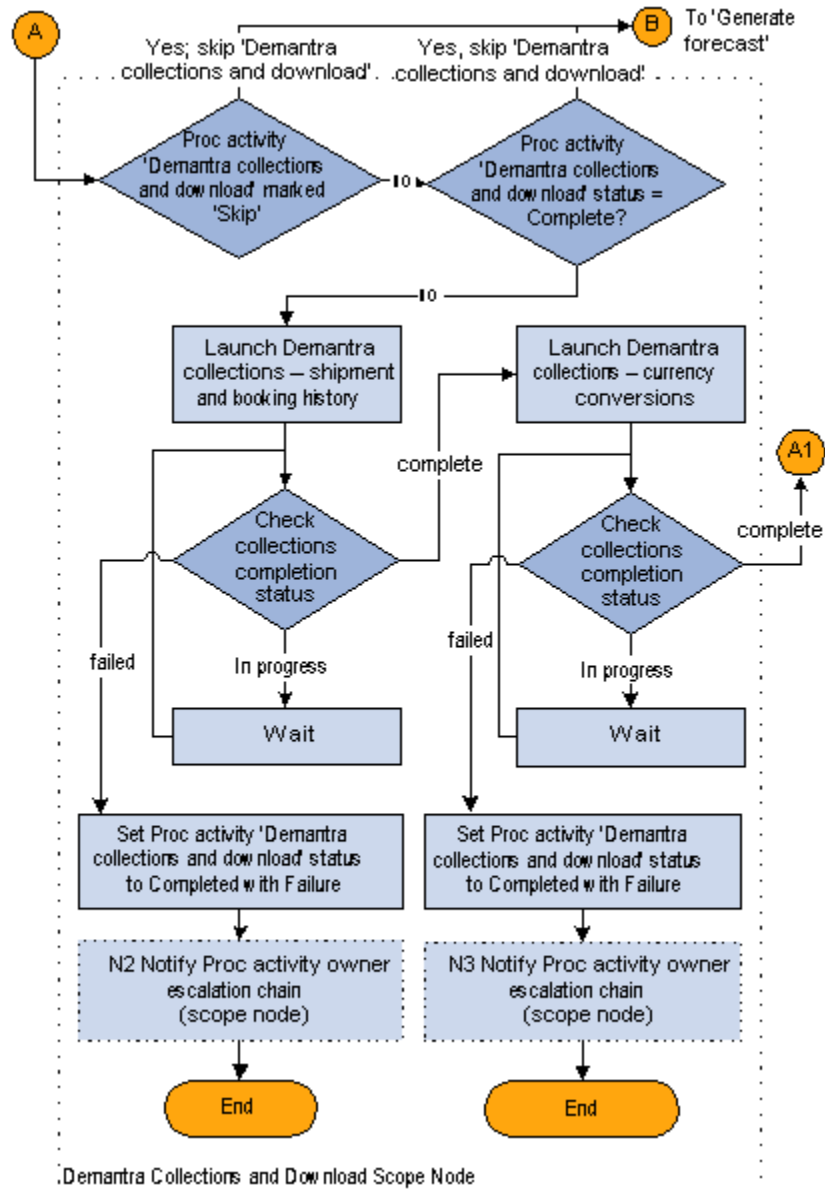 A
B
To 'Generate
forecast'
Yes; skip 'Demantra
collections and download'
Yes, skip 'Demantra
collections and download'
Proc activity
'Demantra collections
and download' marked
'Skip'
Proc activity
'Demantra collections
and download' status =
Complete?
Launch Demantra
collections – shipment
and booking history
Launch Demantra
collections – currency
conversions
A1
complete
complete
Check
collections
completion
status
Check
collections
completion
status
failed
In progress
failed
In progress
Wait
Wait
Set Proc activity 'Demantra
collections and download' status
to Completed with Failure
Set Proc activity 'Demantra
collections and download' status
to Completed with Failure
N2 Notify Proc activity owner
escalation chain
(scope node)
N3 Notify Proc activity owner
escalation chain
(scope node)
End
End
Demantra Collections and Download Scope Node